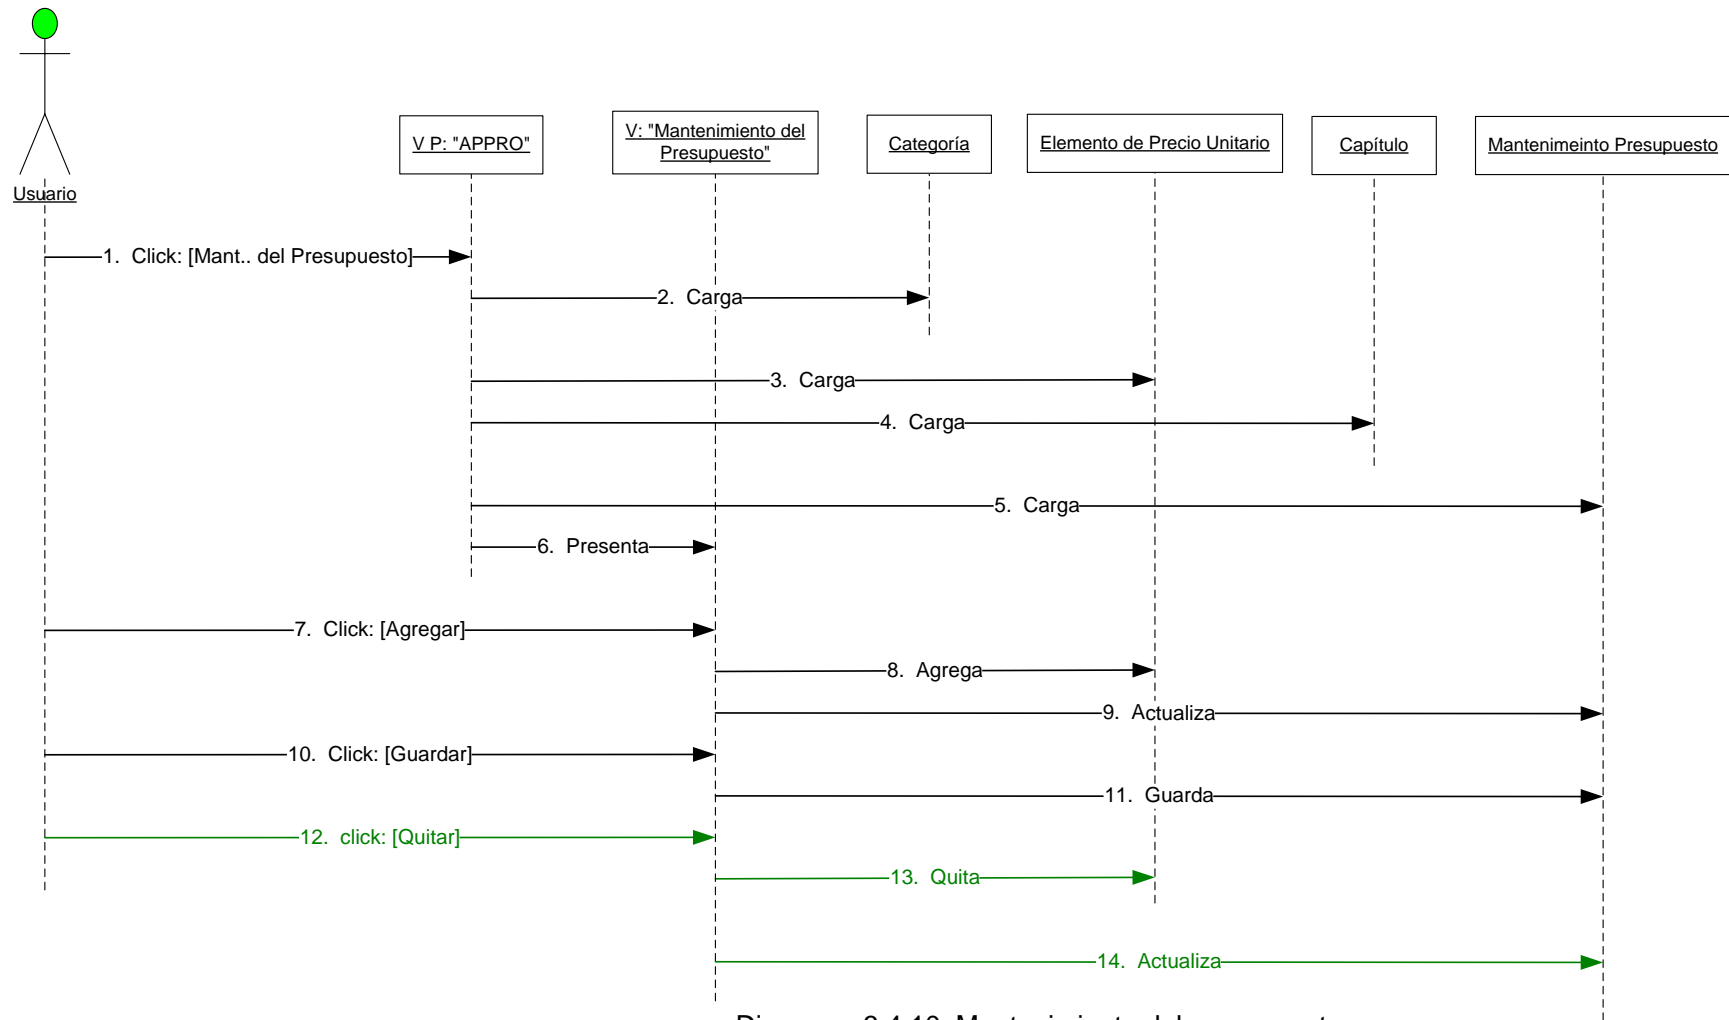 V P: "APPRO"
V: "Mantenimiento del
Presupuesto"
Categoría
Elemento de Precio Unitario
Capítulo
Mantenimeinto Presupuesto
Usuario
1. Click: [Mant.. del Presupuesto]
2. Carga
3. Carga
4. Carga
5. Carga
6. Presenta
7. Click: [Agregar]
8. Agrega
9. Actualiza
10. Click: [Guardar]
11. Guarda
12. click: [Quitar]
13. Quita
14. Actualiza